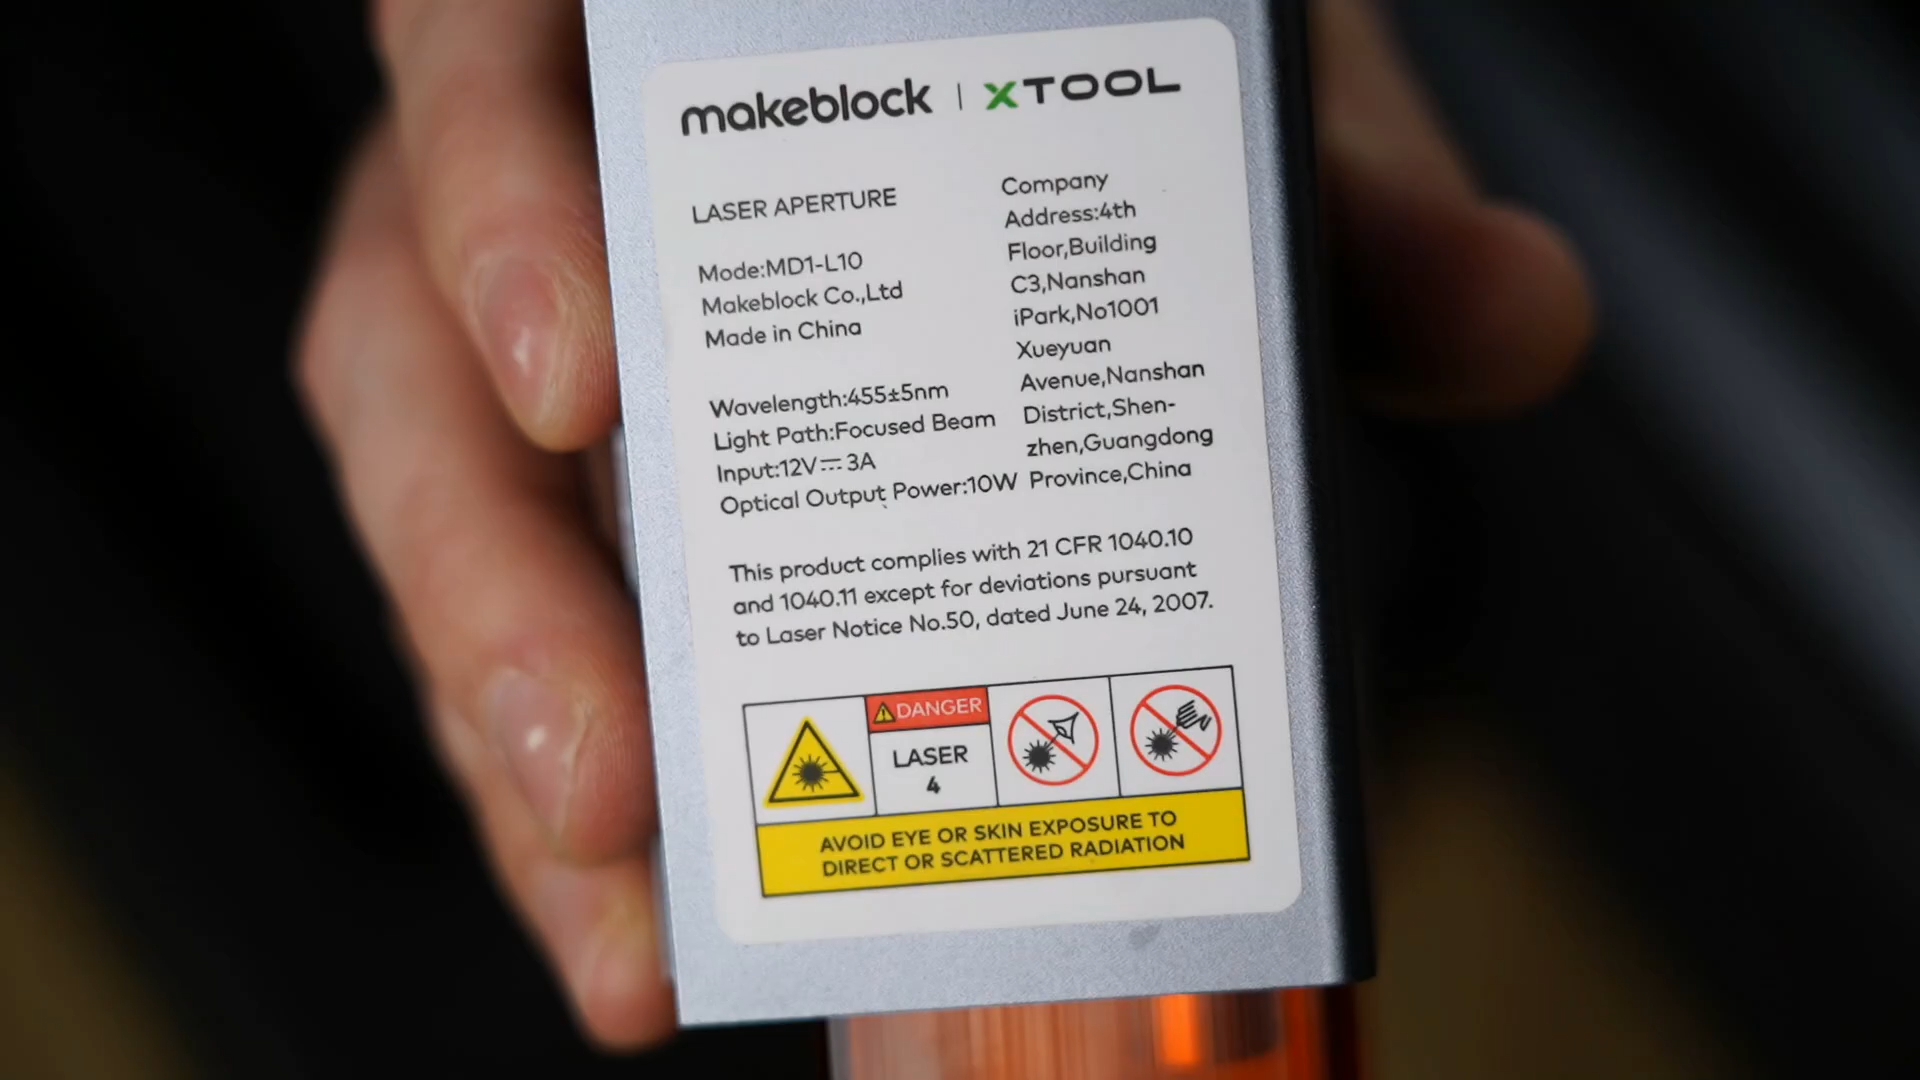 makeblock | XTOOL
LASER APERTURE
Mode:MD1-L10
Makeblock Co.,Ltd
Made in China
Wavelength:455±5nm
Light Path:Focused Beam
Input:12V⎓3A
Optical Output Power:10W
Company
Address:4th
Floor,Building
C3,Nanshan
iPark,No1001
Xueyuan
Avenue,Nanshan
District,Shen-
zhen,Guangdong
Province,China
This product complies with 21 CFR 1040.10
and 1040.11 except for deviations pursuant
to Laser Notice No.50, dated June 24, 2007.
DANGER
LASER
4
AVOID EYE OR SKIN EXPOSURE TO
DIRECT OR SCATTERED RADIATION